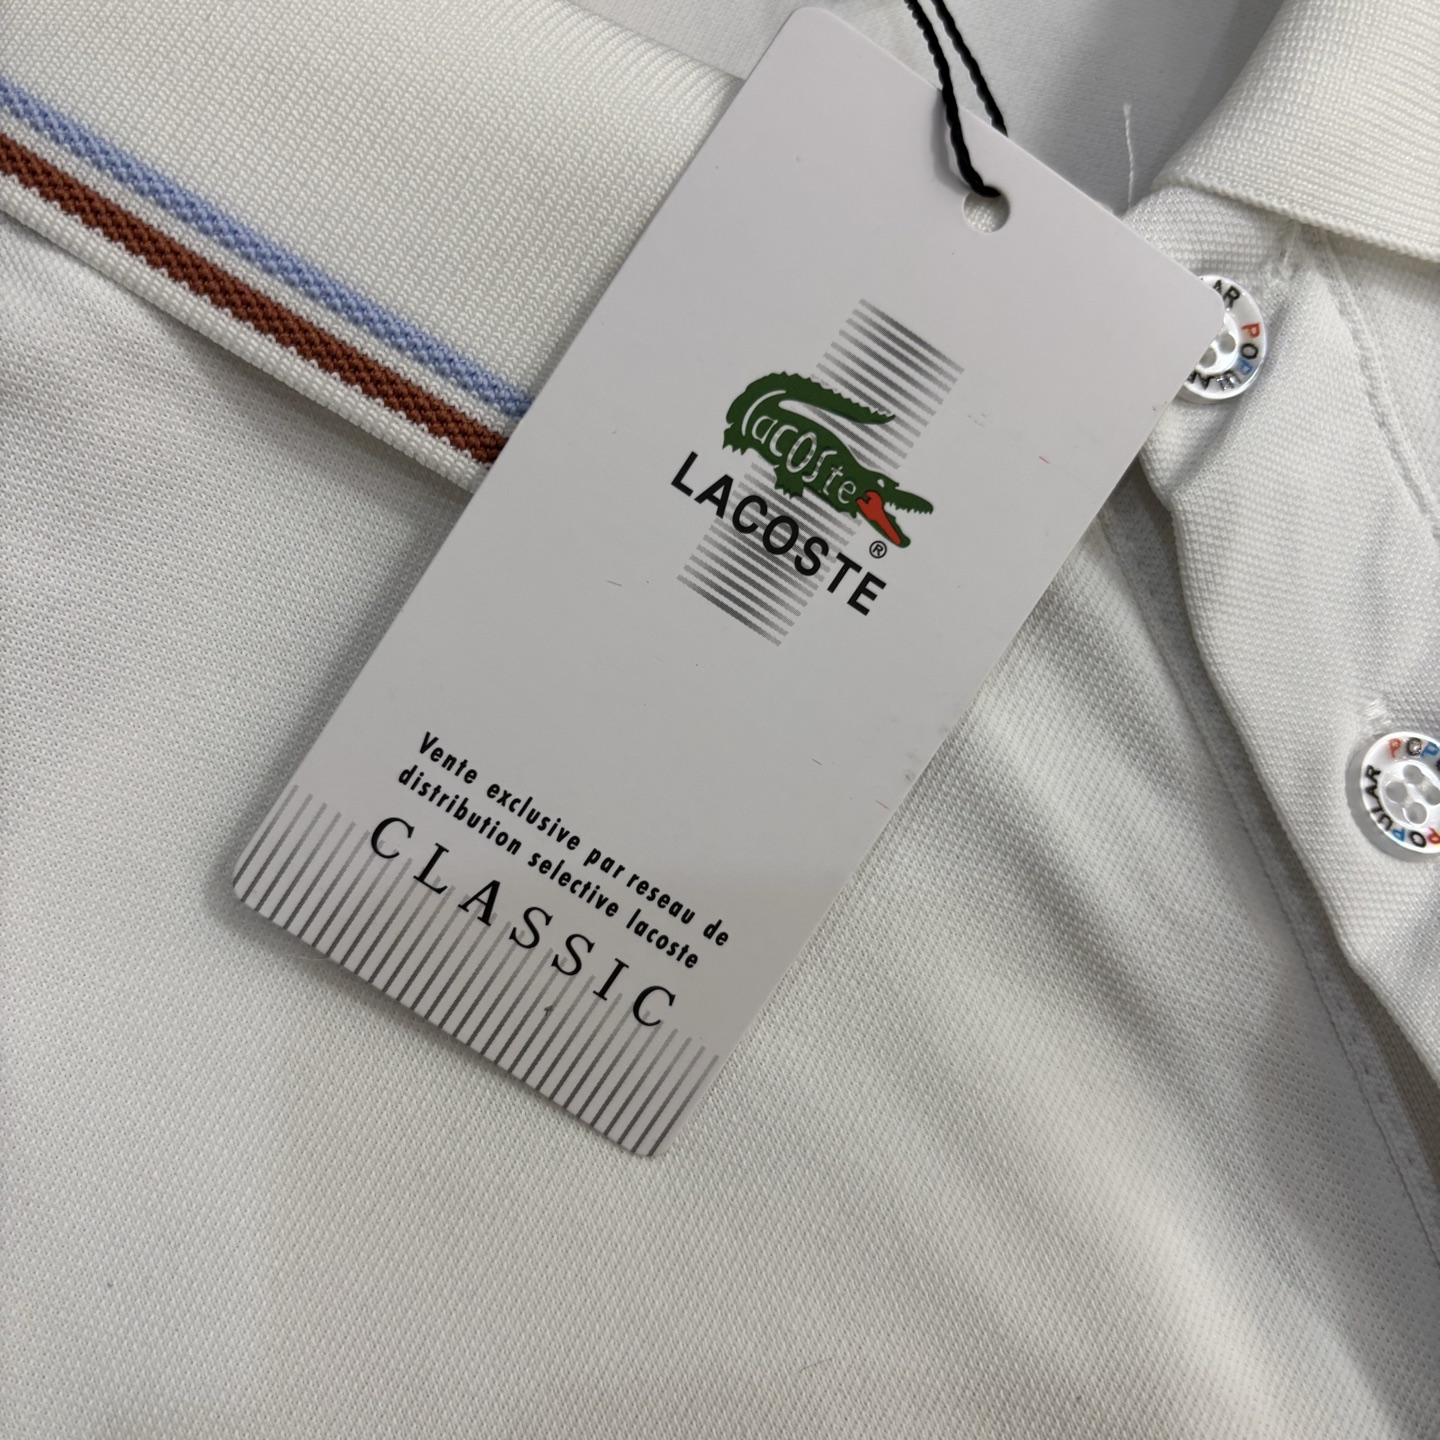 lacoste
LACOSTE
®
Vente exclusive par reseau de
distribution selective lacoste
CLASSIC
POPULAR
POPULAR